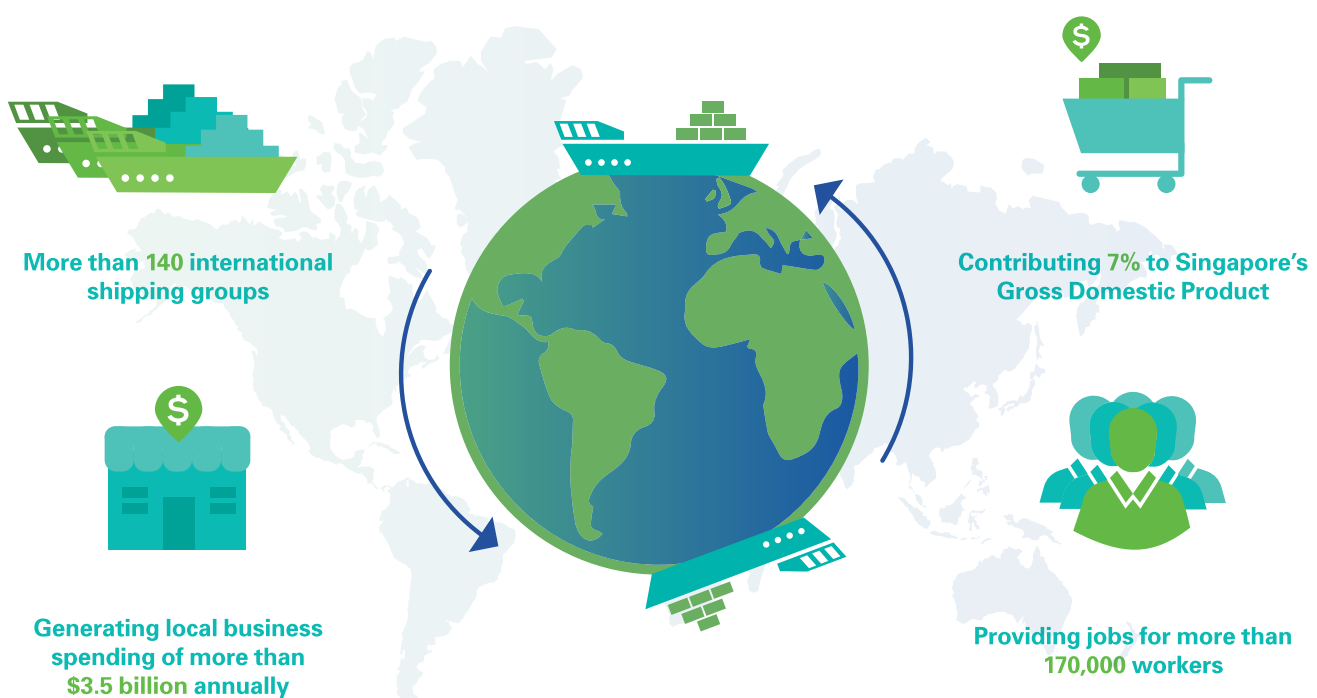 $
$
More than 140 international
shipping groups
Contributing 7% to Singapore's
Gross Domestic Product
$
Generating local business
spending of more than
$3.5 billion annually
Providing jobs for more than
170,000 workers